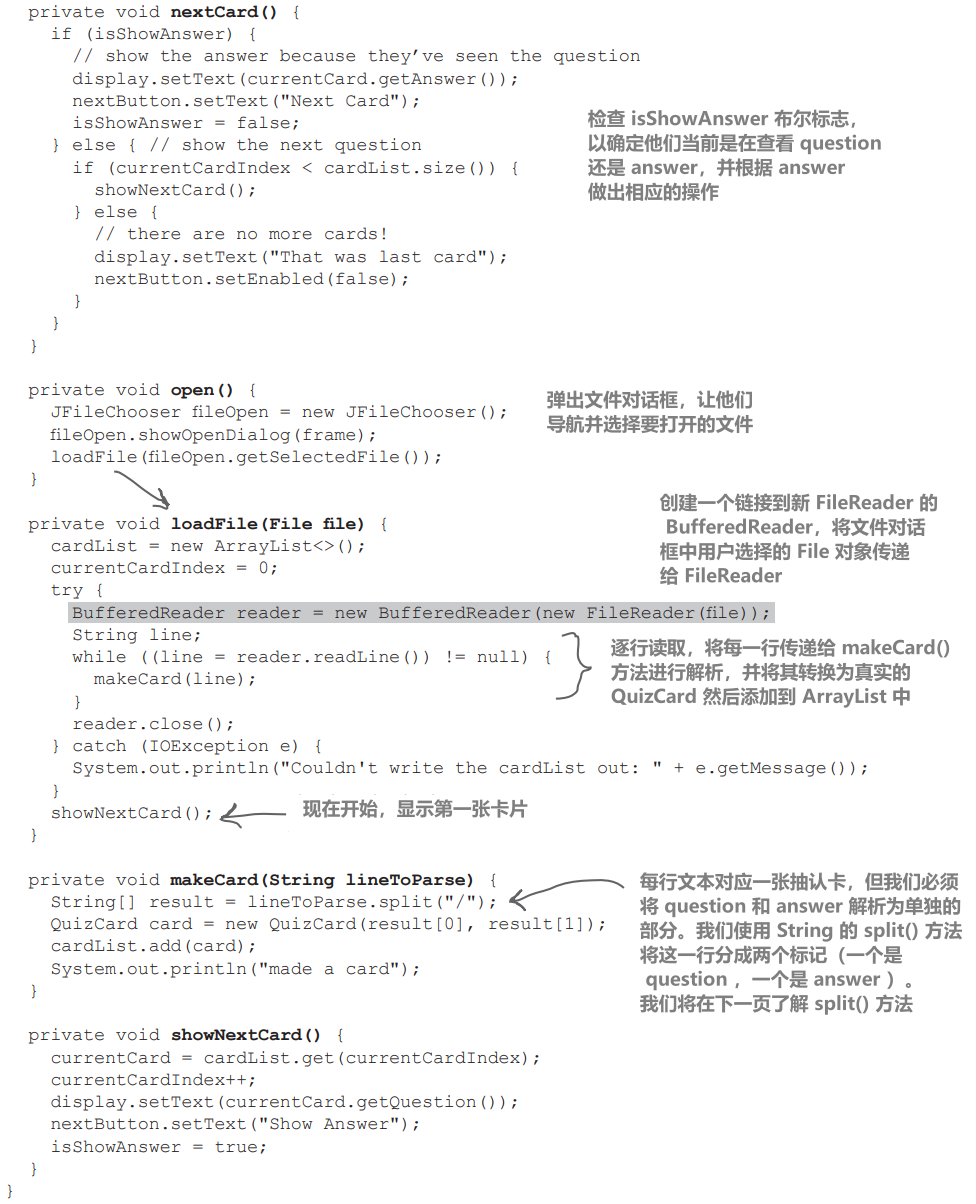 private void nextCard() {
if (isShowAnswer) {
// show the answer because they’ve seen the question
display.setText(currentCard.getAnswer());
nextButton.setText("Next Card");
isShowAnswer = false;
} else { // show the next question
if (currentCardIndex < cardList.size()) {
showNextCard();
} else {
// there are no more cards!
display.setText("That was last card");
nextButton.setEnabled(false);
}
}
}
检查 isShowAnswer 布尔标志，
以确定他们当前是在查看 question
还是 answer，并根据 answer
做出相应的操作
private void open() {
JFileChooser fileOpen = new JFileChooser();
fileOpen.showOpenDialog(frame);
loadFile(fileOpen.getSelectedFile());
}
弹出文件对话框，让他们
导航并选择要打开的文件
private void loadFile(File file) {
cardList = new ArrayList<>();
currentCardIndex = 0;
try {
BufferedReader reader = new BufferedReader(new FileReader(file));
String line;
while ((line = reader.readLine()) != null) {
makeCard(line);
}
reader.close();
} catch (IOException e) {
System.out.println("Couldn't write the cardList out: " + e.getMessage());
}
showNextCard();
}
创建一个链接到新 FileReader 的
BufferedReader，将文件对话
框中用户选择的 File 对象传递
给 FileReader
逐行读取，将每一行传递给 makeCard()
方法进行解析，并将其转换为真实的
QuizCard 然后添加到 ArrayList 中
现在开始，显示第一张卡片
private void makeCard(String lineToParse) {
String[] result = lineToParse.split("/");
QuizCard card = new QuizCard(result[0], result[1]);
cardList.add(card);
System.out.println("made a card");
}
每行文本对应一张抽认卡，但我们必须
将 question 和 answer 解析为单独的
部分。我们使用 String 的 split() 方法
将这一行分成两个标记（一个是
question ，一个是 answer ）。
我们将在下一页了解 split() 方法
private void showNextCard() {
currentCard = cardList.get(currentCardIndex);
currentCardIndex++;
display.setText(currentCard.getQuestion());
nextButton.setText("Show Answer");
isShowAnswer = true;
}
}